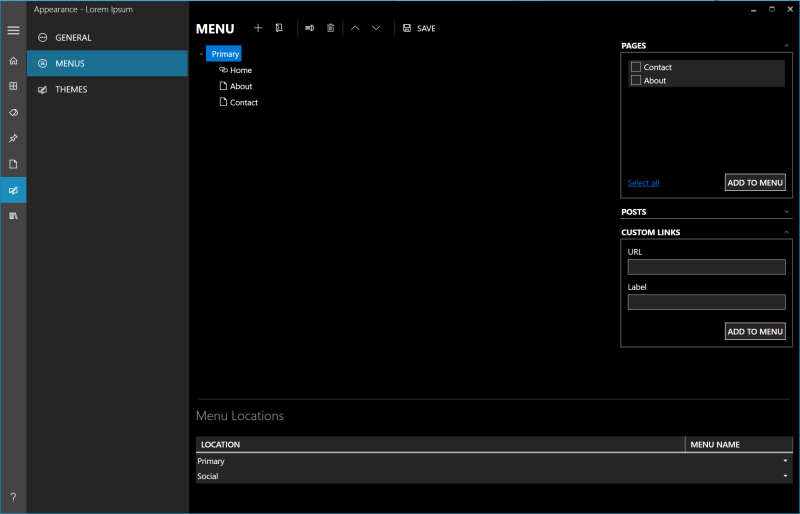 Appearance - Lorem Ipsum
GENERAL
MENUS
THEMES
MENU
SAVE
Primary
Home
About
Contact
PAGES
Contact
About
Select all
ADD TO MENU
POSTS
CUSTOM LINKS
URL
Label
ADD TO MENU
Menu Locations
LOCATION MENU NAME
Primary
Social
?